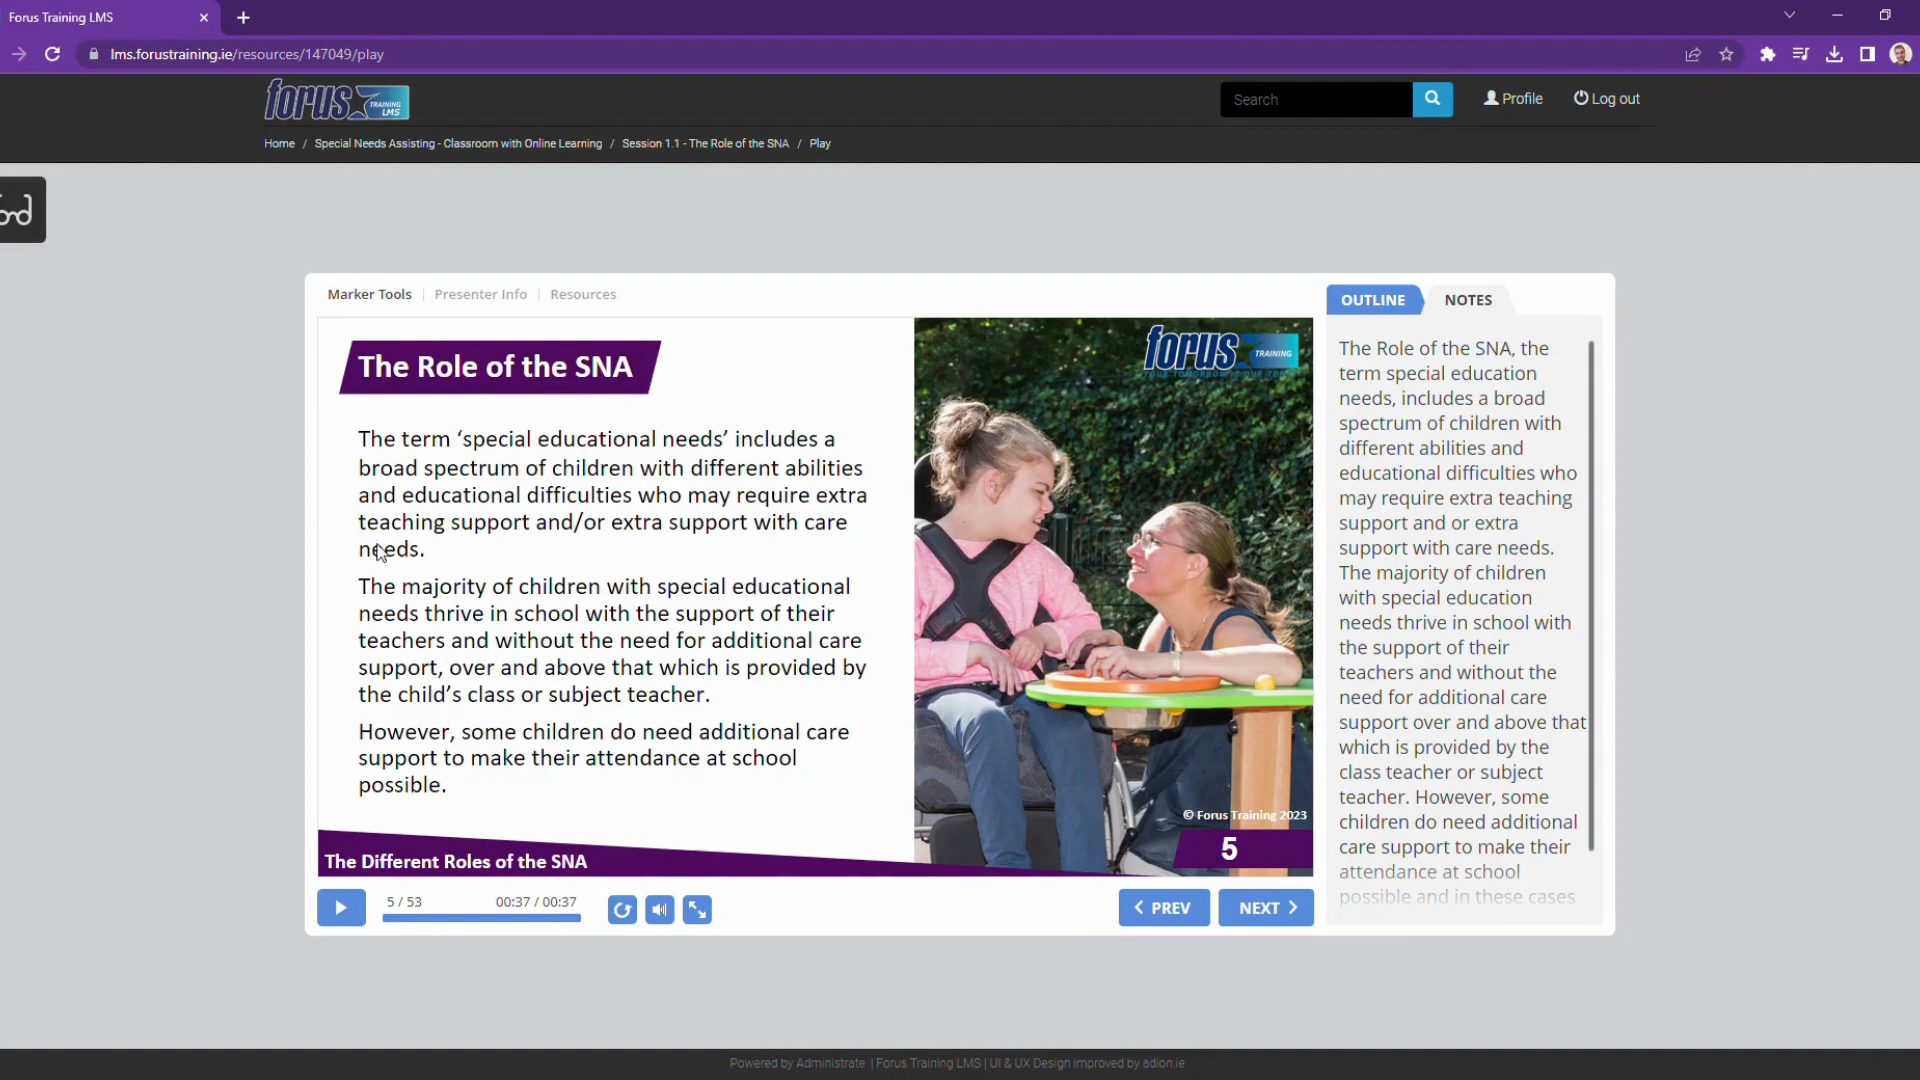 Forus Training LMS
lms.forustraining.ie/resources/147049/play
forus TRAINING LMS
Search
Profile
Log out
Home / Special Needs Assisting - Classroom with Online Learning / Session 1.1 - The Role of the SNA / Play
Marker Tools | Presenter Info | Resources
The Role of the SNA
The term ‘special educational needs’ includes a
broad spectrum of children with different abilities
and educational difficulties who may require extra
teaching support and/or extra support with care
needs.
The majority of children with special educational
needs thrive in school with the support of their
teachers and without the need for additional care
support, over and above that which is provided by
the child’s class or subject teacher.
However, some children do need additional care
support to make their attendance at school
possible.
forus TRAINING
© Forus Training 2023
The Different Roles of the SNA
5
5 / 53
00:37 / 00:37
PREV
NEXT
OUTLINE
NOTES
The Role of the SNA, the
term special education
needs, includes a broad
spectrum of children with
different abilities and
educational difficulties who
may require extra teaching
support and or extra
support with care needs.
The majority of children
with special education
needs thrive in school with
the support of their
teachers and without the
need for additional care
support over and above that
which is provided by the
class teacher or subject
teacher. However, some
children do need additional
care support to make their
attendance at school
possible and in these cases
Powered by Administrate | Forus Training LMS | UI & UX Design improved by adion.ie